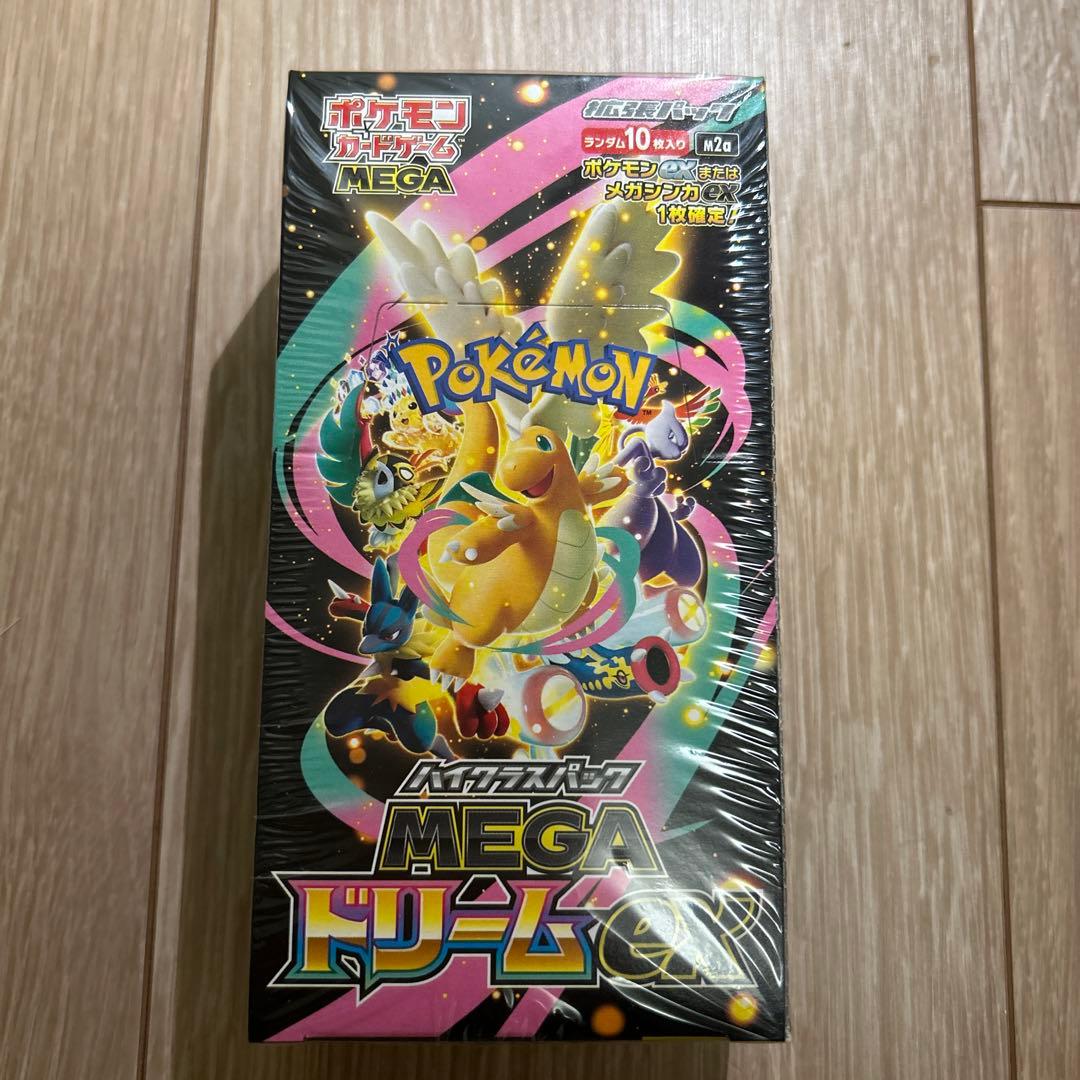 ポケモン
カードゲーム™
MEGA
拡張パック
ランダム10枚入り
M2a
ポケモンexまたは
メガシンカex
1枚確定!
POKéMON™
ハイクラスパック
MEGA
ドリームex